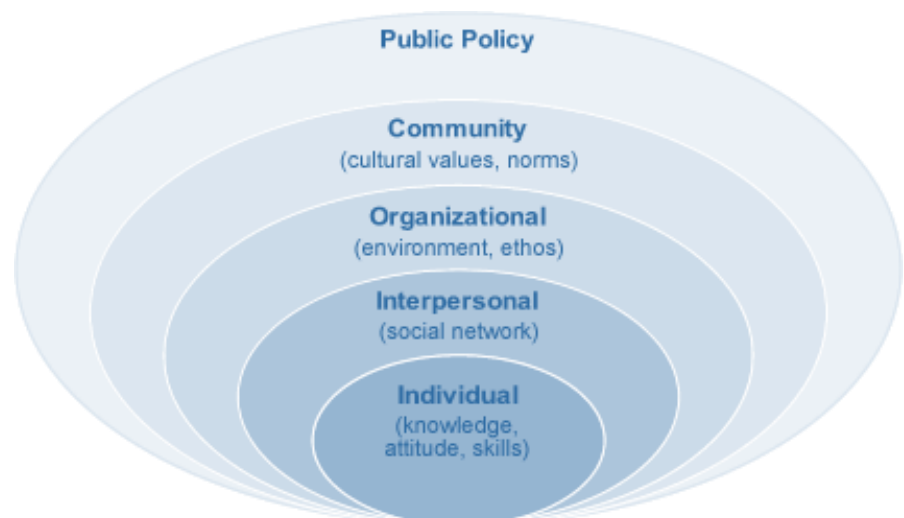 Public Policy
Community
(cultural values, norms)
Organizational
(environment, ethos)
Interpersonal
(social network)
Individual
(knowledge,
attitude, skills)